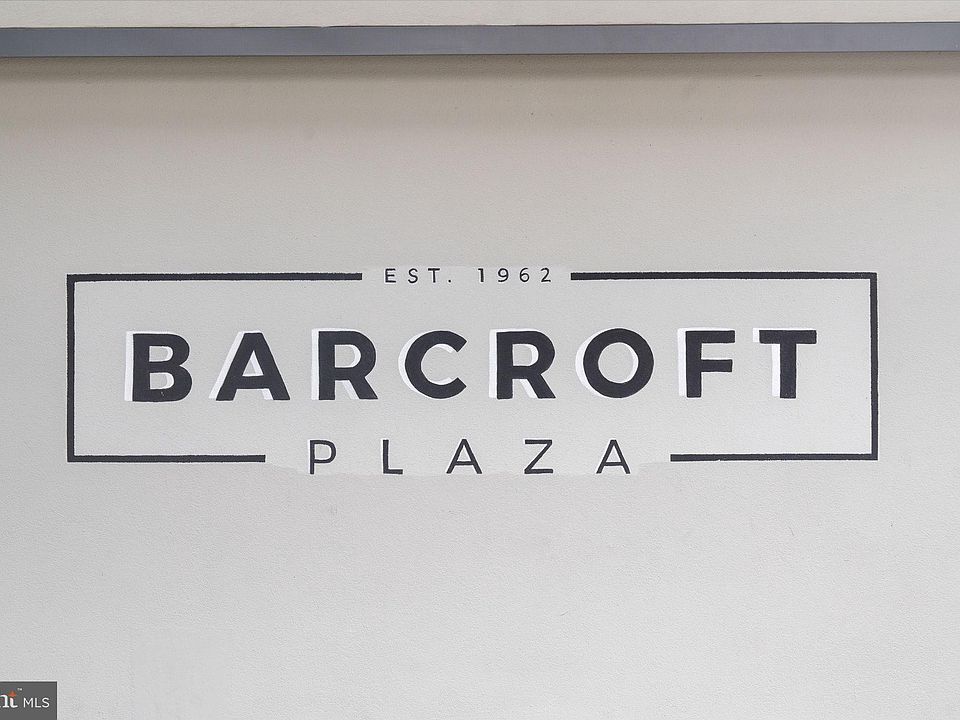 EST. 1962
BARCROFT
PLAZA
MLS